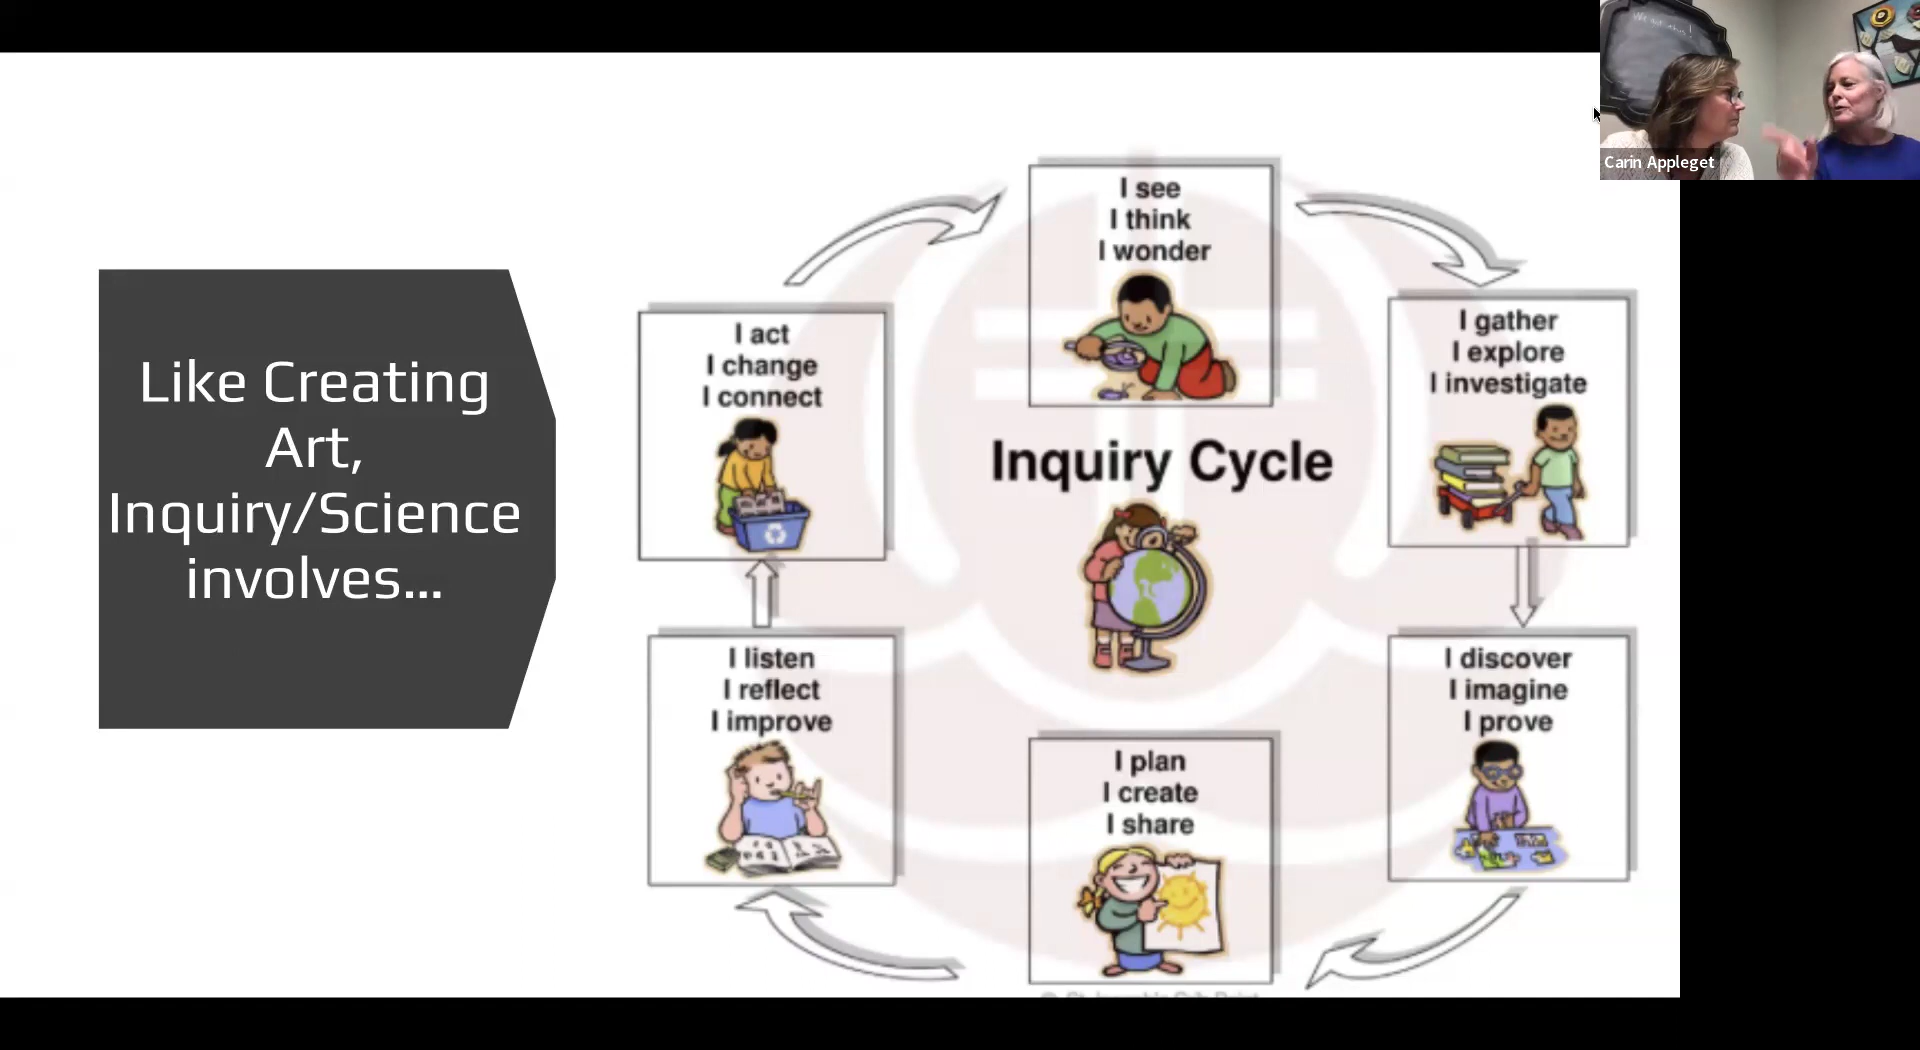 Like Creating
Art,
Inquiry/Science
involves...
I see
I think
I wonder
I gather
I explore
I investigate
I discover
I imagine
I prove
I plan
I create
I share
I listen
I reflect
I improve
I act
I change
I connect
Inquiry Cycle
Carin Appleget